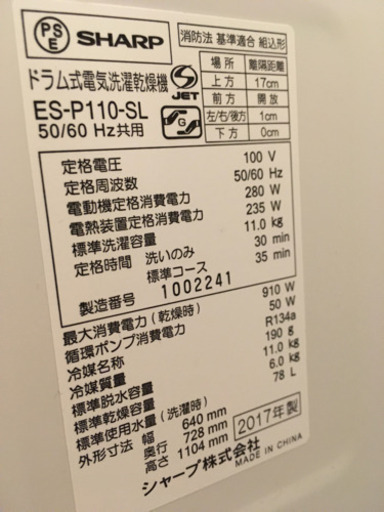 PSE SHARP
ドラム式電気洗濯乾燥機
ES-P110-SL
50/60 Hz共用
S JET
S G
消防法 基準適合 組込形
場所 離隔距離
上方 17cm
前方 開放
左/右/後方 1cm
下方 0cm
定格電圧 100 V
定格周波数 50/60 Hz
電動機定格消費電力 280 W
電熱装置定格消費電力 235 W
標準洗濯容量 11.0 kg
定格時間 洗いのみ 30 min
標準コース 35 min
製造番号 1002241
最大消費電力(乾燥時) 910 W
循環ポンプ消費電力 50 W
冷媒名称 R134a
冷媒質量 190 g
標準脱水容量 11.0 kg
標準乾燥容量 6.0 kg
標準使用水量(洗濯時) 78 L
外形寸法 幅 640 mm
奥行 728 mm
高さ 1104 mm
2017年製
シャープ株式会社 MADE IN CHINA